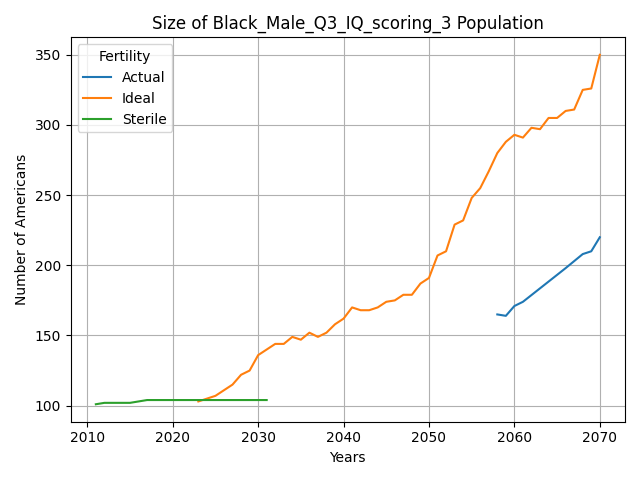 Size of Black_Male_Q3_IQ_scoring_3 Population
Fertility
Actual
Ideal
Sterile
Number of Americans
350
300
250
200
150
100
2010 2020 2030 2040 2050 2060 2070
Years